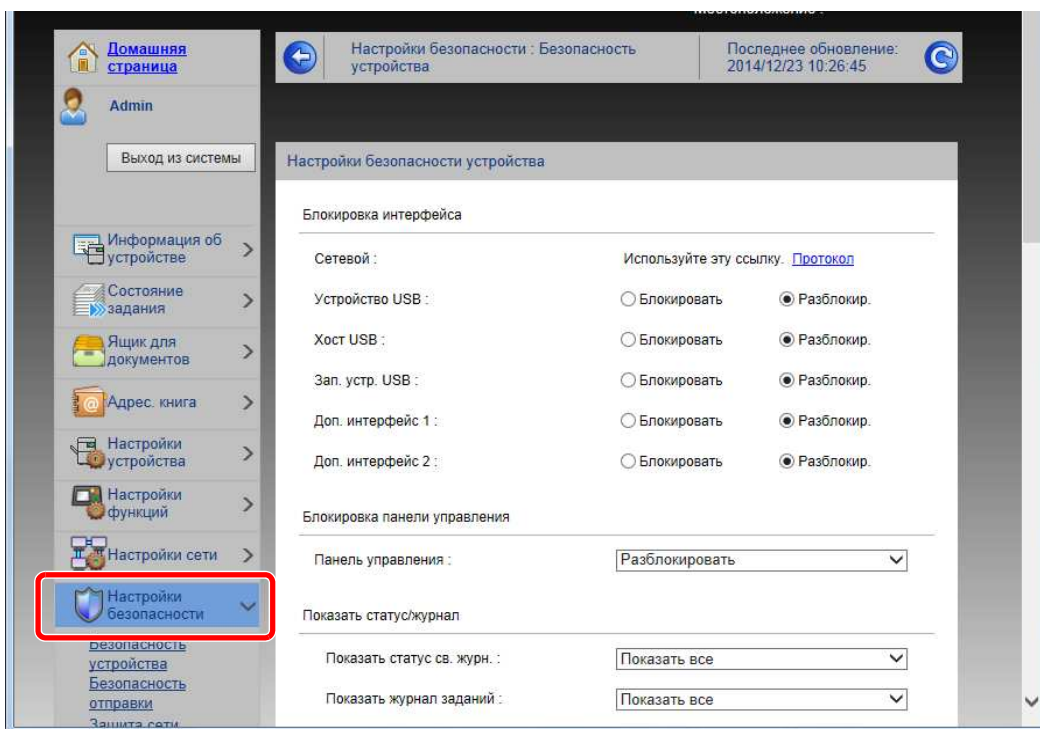 Местоположение :
Домашняя
страница
Admin
Выход из системы
Информация об
устройстве
Состояние
задания
Ящик для
документов
Адрес. книга
Настройки
устройства
Настройки
функций
Настройки сети
Настройки
безопасности
Безопасность
устройства
Безопасность
отправки
Защита сети
Настройки безопасности : Безопасность
устройства
Последнее обновление:
2014/12/23 10:26:45
Настройки безопасности устройства
Блокировка интерфейса
Сетевой : Используйте эту ссылку. Протокол
Устройство USB : Блокировать Разблокир.
Хост USB : Блокировать Разблокир.
Зап. устр. USB : Блокировать Разблокир.
Доп. интерфейс 1 : Блокировать Разблокир.
Доп. интерфейс 2 : Блокировать Разблокир.
Блокировка панели управления
Панель управления : Разблокировать
Показать статус/журнал
Показать статус св. журн. : Показать все
Показать журнал заданий : Показать все